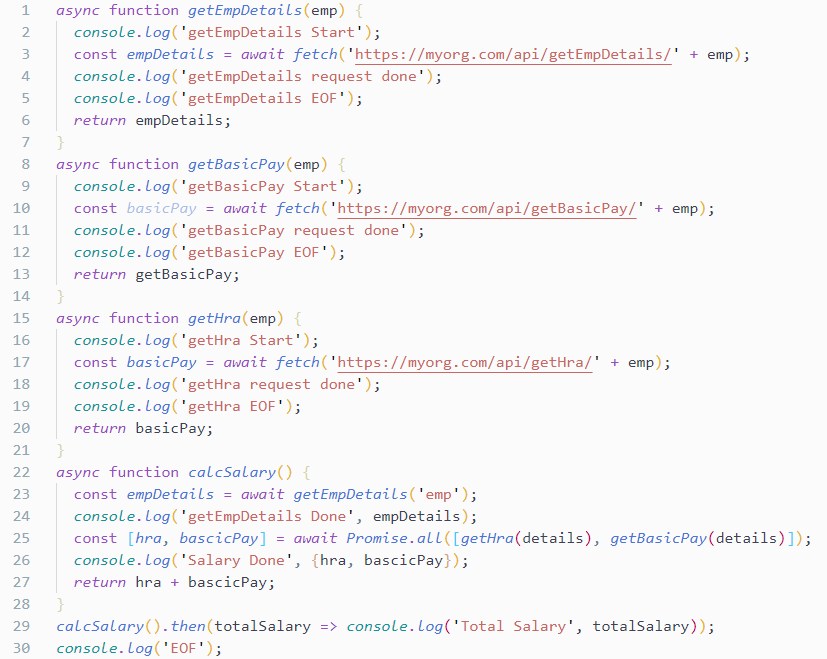 1 async function getEmpDetails(emp) {
2 console.log('getEmpDetails Start');
3 const empDetails = await fetch('https://myorg.com/api/getEmpDetails/' + emp);
4 console.log('getEmpDetails request done');
5 console.log('getEmpDetails EOF');
6 return empDetails;
7 }
8 async function getBasicPay(emp) {
9 console.log('getBasicPay Start');
10 const basicPay = await fetch('https://myorg.com/api/getBasicPay/' + emp);
11 console.log('getBasicPay request done');
12 console.log('getBasicPay EOF');
13 return getBasicPay;
14 }
15 async function getHra(emp) {
16 console.log('getHra Start');
17 const basicPay = await fetch('https://myorg.com/api/getHra/' + emp);
18 console.log('getHra request done');
19 console.log('getHra EOF');
20 return basicPay;
21 }
22 async function calcSalary() {
23 const empDetails = await getEmpDetails('emp');
24 console.log('getEmpDetails Done', empDetails);
25 const [hra, bascicPay] = await Promise.all([getHra(details), getBasicPay(details)]);
26 console.log('Salary Done', {hra, bascicPay});
27 return hra + bascicPay;
28 }
29 calcSalary().then(totalSalary => console.log('Total Salary', totalSalary));
30 console.log('EOF');